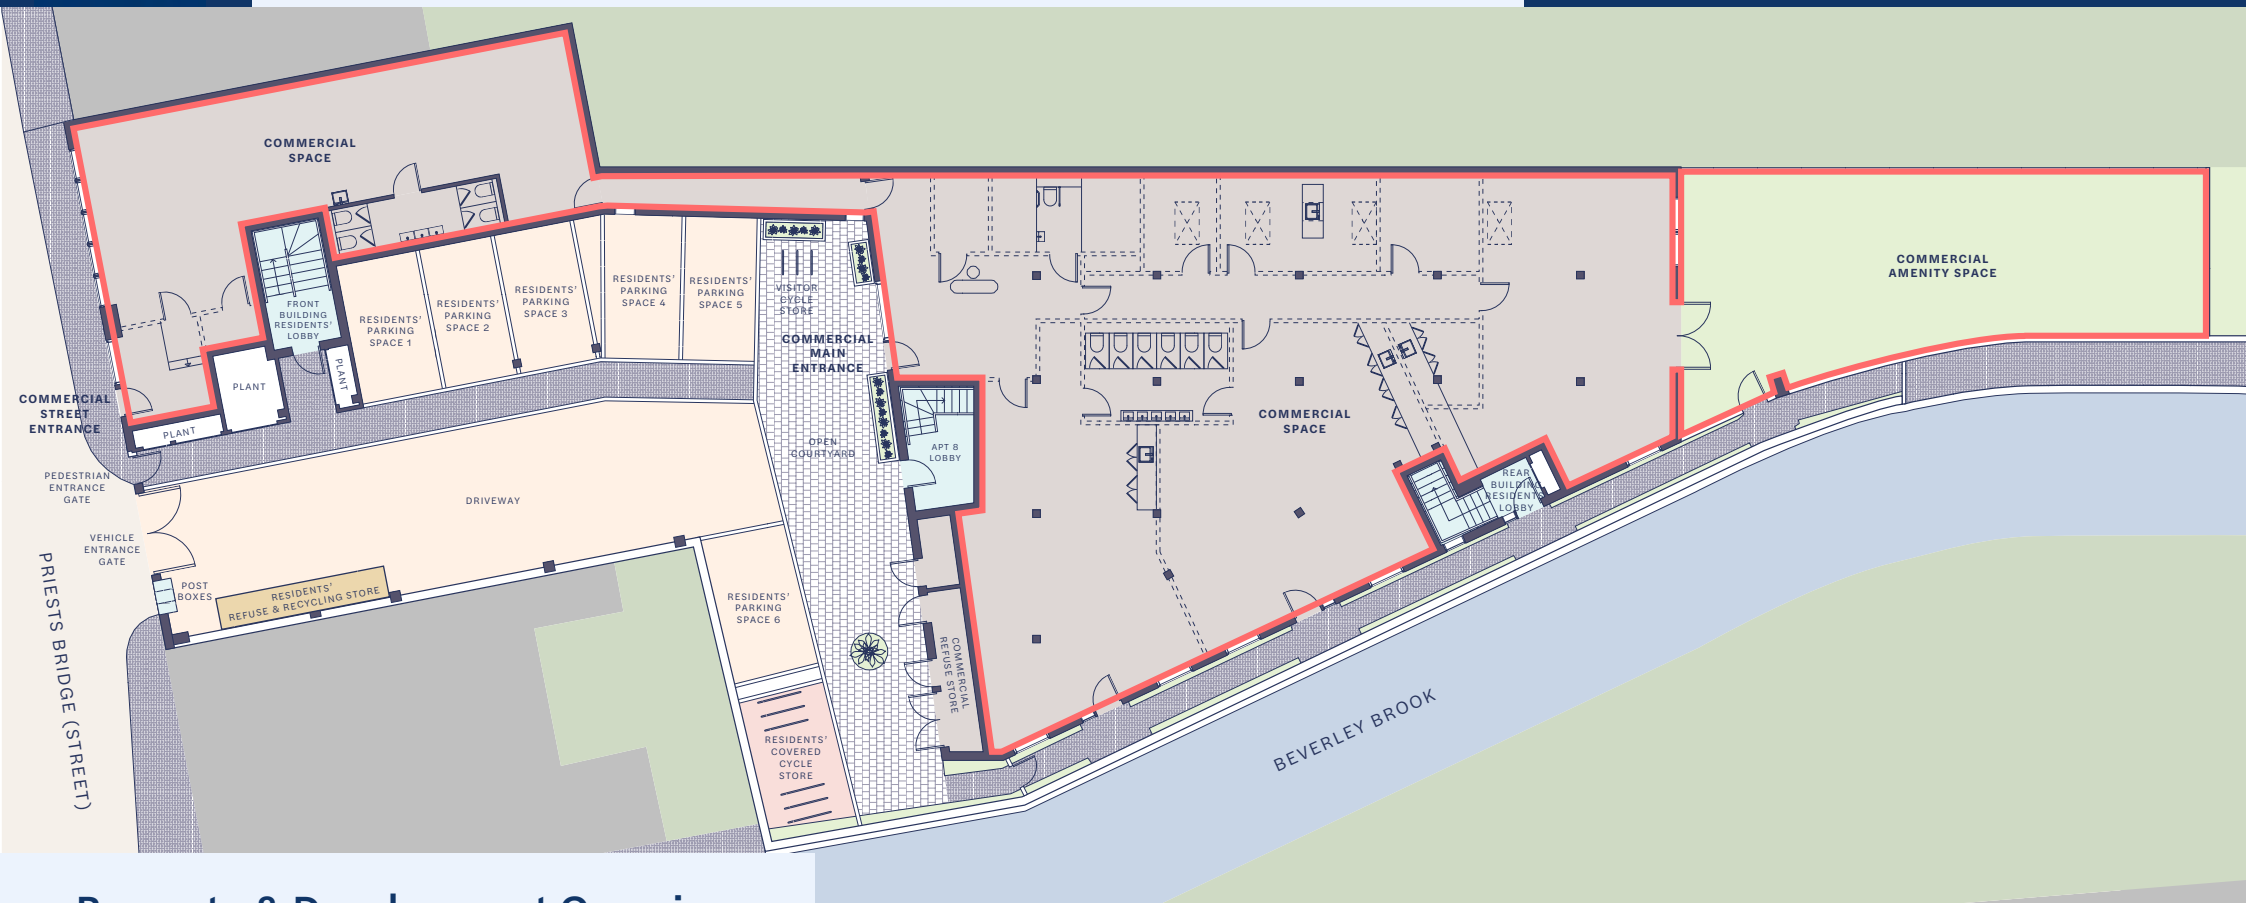 COMMERCIAL
SPACE
COMMERCIAL
AMENITY SPACE
FRONT
BUILDING
RESIDENTS'
LOBBY
RESIDENTS'
PARKING
SPACE 1
RESIDENTS'
PARKING
SPACE 2
RESIDENTS'
PARKING
SPACE 3
RESIDENTS'
PARKING
SPACE 4
RESIDENTS'
PARKING
SPACE 5
VISITOR
CYCLE
STORE
COMMERCIAL
MAIN
ENTRANCE
PLANT
PLANT
PLANT
COMMERCIAL
STREET
ENTRANCE
COMMERCIAL
SPACE
OPEN
COURTYARD
APT 8
LOBBY
REAR
BUILDING
RESIDENTS'
LOBBY
PEDESTRIAN
ENTRANCE
GATE
DRIVEWAY
VEHICLE
ENTRANCE
GATE
POST
BOXES
RESIDENTS'
REFUSE & RECYCLING STORE
RESIDENTS'
PARKING
SPACE 6
COMMERCIAL
REFUSE STORE
PRIESTS BRIDGE (STREET)
RESIDENTS'
COVERED
CYCLE
STORE
BEVERLEY BROOK